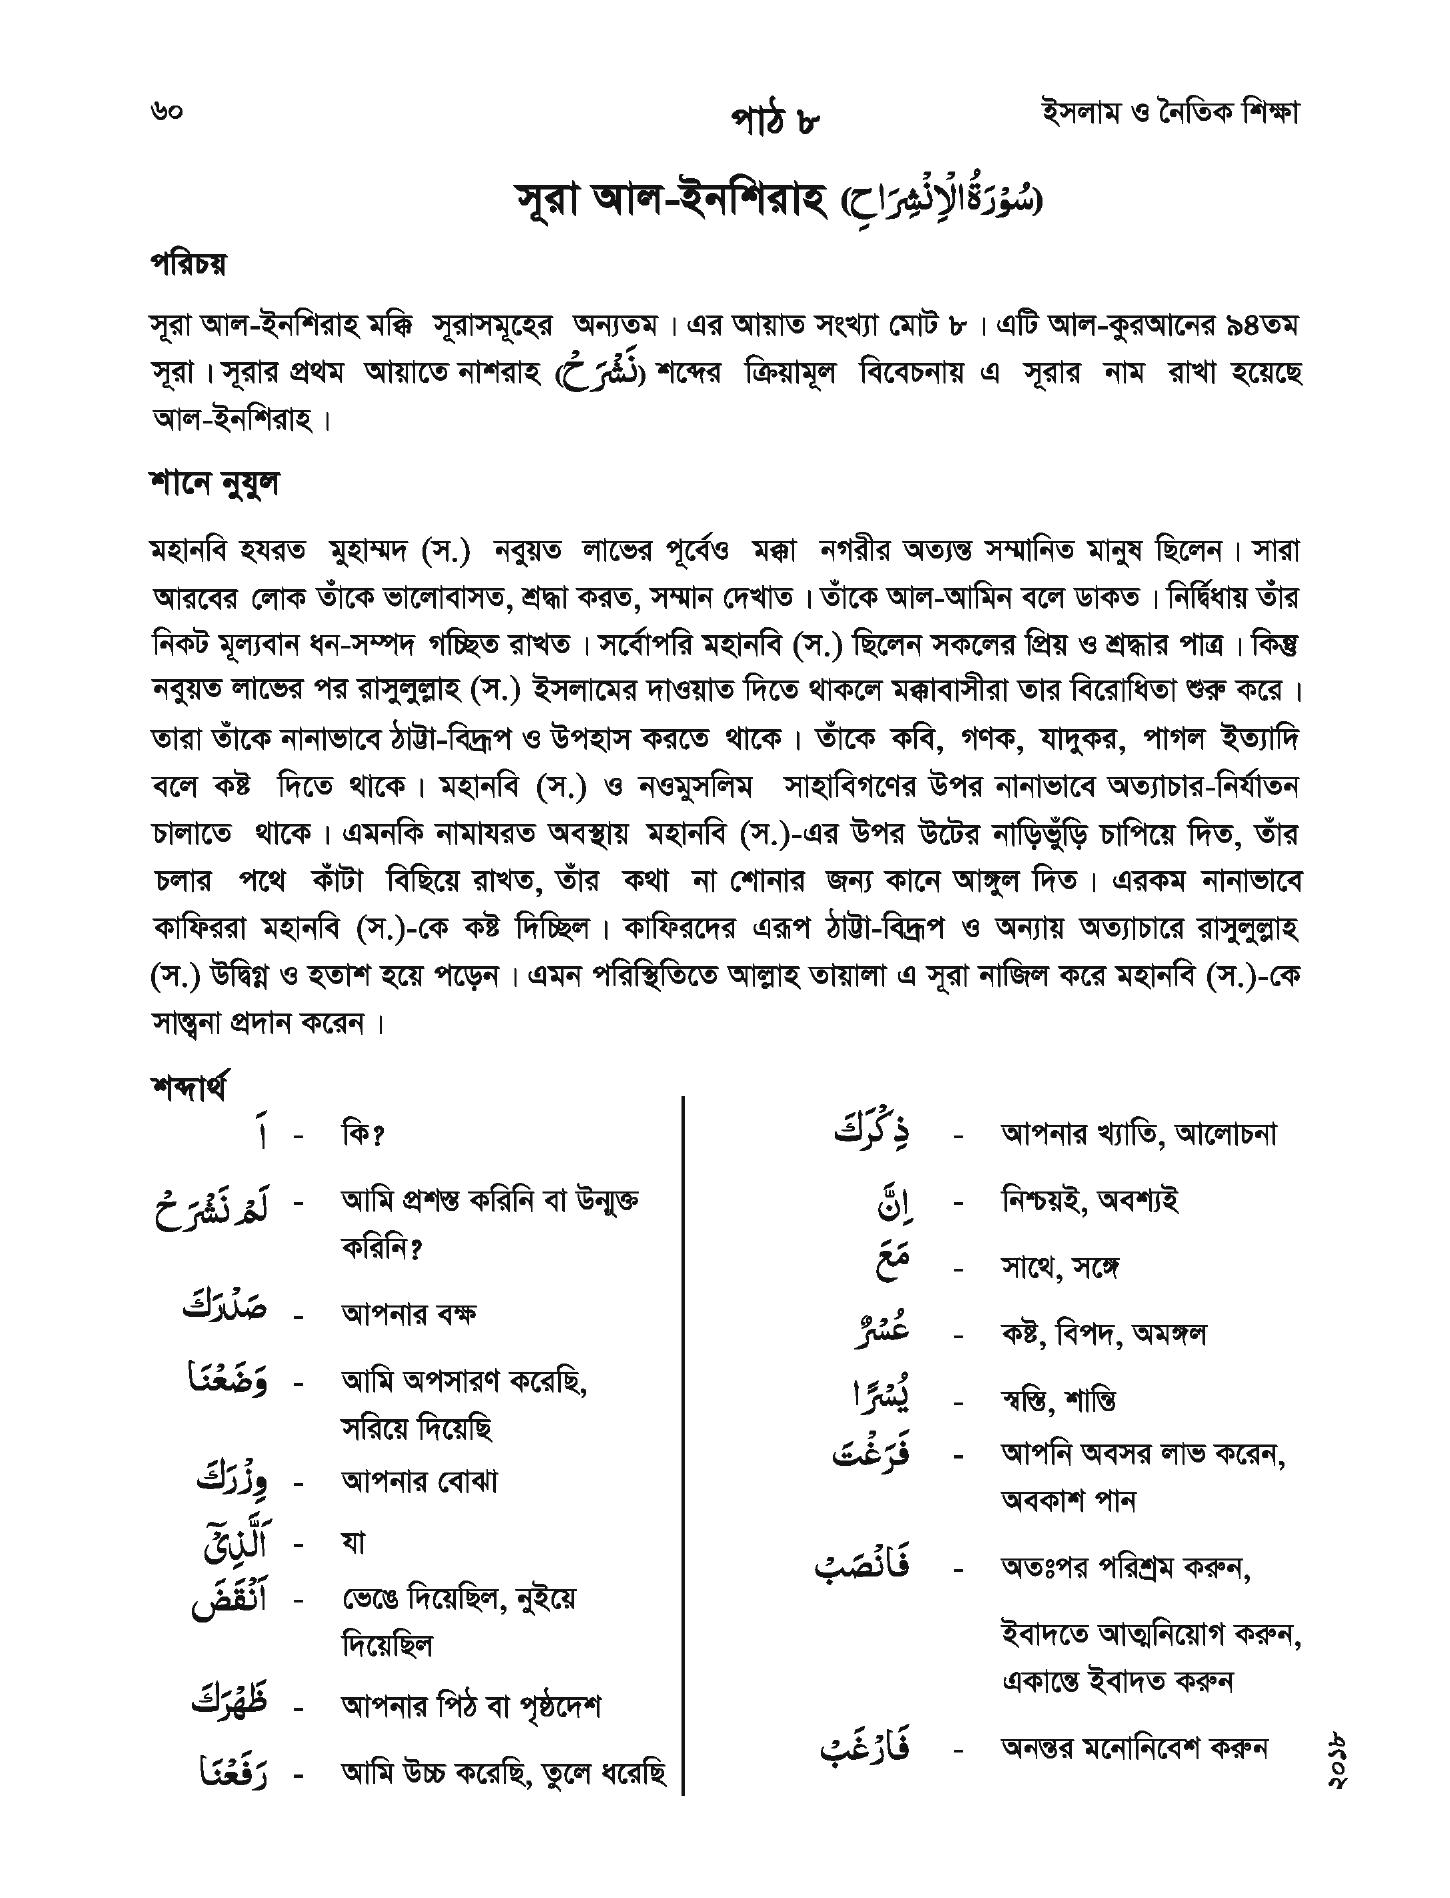 ৬০
পাঠ ৮
ইসলাম ও নৈতিক শিক্ষা
সূরা আল-ইনশিরাহ (سُوْرَةُ الْاِنْشِرَاحِ)
পরিচয়
সূরা আল-ইনশিরাহ মক্কি সূরাসমূহের অন্যতম । এর আয়াত সংখ্যা মোট ৮ । এটি আল-কুরআনের ৯৪তম
সূরা । সূরার প্রথম আয়াতে নাশরাহ (نَشْرَحْ) শব্দের ক্রিয়ামূল বিবেচনায় এ সূরার নাম রাখা হয়েছে
আল-ইনশিরাহ ।
শানে নুযুল
মহানবি হযরত মুহাম্মদ (স.) নবুয়ত লাভের পূর্বেও মক্কা নগরীর অত্যন্ত সম্মানিত মানুষ ছিলেন । সারা
আরবের লোক তাঁকে ভালোবাসত, শ্রদ্ধা করত, সম্মান দেখাত । তাঁকে আল-আমিন বলে ডাকত । নির্দ্বিধায় তাঁর
নিকট মূল্যবান ধন-সম্পদ গচ্ছিত রাখত । সর্বোপরি মহানবি (স.) ছিলেন সকলের প্রিয় ও শ্রদ্ধার পাত্র । কিন্তু
নবুয়ত লাভের পর রাসুলুল্লাহ (স.) ইসলামের দাওয়াত দিতে থাকলে মক্কাবাসীরা তার বিরোধিতা শুরু করে ।
তারা তাঁকে নানাভাবে ঠাট্টা-বিদ্রূপ ও উপহাস করতে থাকে । তাঁকে কবি, গণক, যাদুকর, পাগল ইত্যাদি
বলে কষ্ট দিতে থাকে । মহানবি (স.) ও নওমুসলিম সাহাবিগণের উপর নানাভাবে অত্যাচার-নির্যাতন
চালাতে থাকে । এমনকি নামাযরত অবস্থায় মহানবি (স.)-এর উপর উটের নাড়িভুঁড়ি চাপিয়ে দিত, তাঁর
চলার পথে কাঁটা বিছিয়ে রাখত, তাঁর কথা না শোনার জন্য কানে আঙ্গুল দিত । এরকম নানাভাবে
কাফিররা মহানবি (স.)-কে কষ্ট দিচ্ছিল । কাফিরদের এরূপ ঠাট্টা-বিদ্রূপ ও অন্যায় অত্যাচারে রাসুলুল্লাহ
(স.) উদ্বিগ্ন ও হতাশ হয়ে পড়েন । এমন পরিস্থিতিতে আল্লাহ তায়ালা এ সূরা নাজিল করে মহানবি (স.)-কে
সান্ত্বনা প্রদান করেন ।
শব্দার্থ
اَ - কি?
لَمْ نَشْرَحْ - আমি প্রশস্ত করিনি বা উন্মুক্ত
করিনি?
صَدْرَكَ - আপনার বক্ষ
وَضَعْنَا - আমি অপসারণ করেছি,
সরিয়ে দিয়েছি
وِزْرَكَ - আপনার বোঝা
اَلَّذِىْٓ - যা
اَنْقَضَ - ভেঙে দিয়েছিল, নুইয়ে
দিয়েছিল
ظَهْرَكَ - আপনার পিঠ বা পৃষ্ঠদেশ
رَفَعْنَا - আমি উচ্চ করেছি, তুলে ধরেছি
ذِكْرَكَ - আপনার খ্যাতি, আলোচনা
اِنَّ - নিশ্চয়ই, অবশ্যই
مَعَ - সাথে, সঙ্গে
عُسْرٌ - কষ্ট, বিপদ, অমঙ্গল
يُسْرًا - স্বস্তি, শান্তি
فَرَغْتَ - আপনি অবসর লাভ করেন,
অবকাশ পান
فَانْصَبْ - অতঃপর পরিশ্রম করুন,
ইবাদতে আত্মনিয়োগ করুন,
একান্তে ইবাদত করুন
فَارْغَبْ - অনন্তর মনোনিবেশ করুন
২০১৮